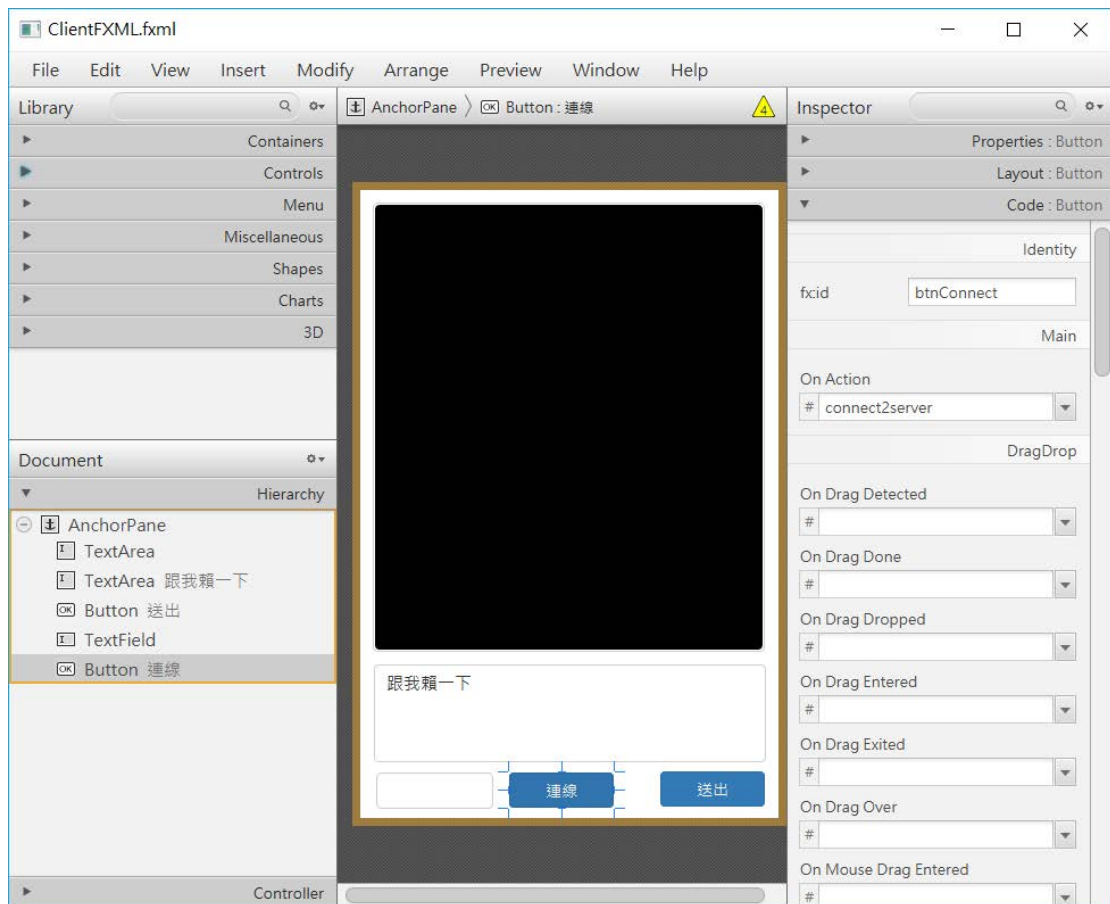 ClientFXML.fxml
File Edit View Insert Modify Arrange Preview Window Help
Library
Containers
Controls
Menu
Miscellaneous
Shapes
Charts
3D
Document
Hierarchy
AnchorPane
TextArea
TextArea 跟我賴一下
Button 送出
TextField
Button 連線
Controller
AnchorPane Button : 連線
4
跟我賴一下
連線
送出
Inspector
Properties : Button
Layout : Button
Code : Button
Identity
fx:id btnConnect
Main
On Action
# connect2server
DragDrop
On Drag Detected
#
On Drag Done
#
On Drag Dropped
#
On Drag Entered
#
On Drag Exited
#
On Drag Over
#
On Mouse Drag Entered
#